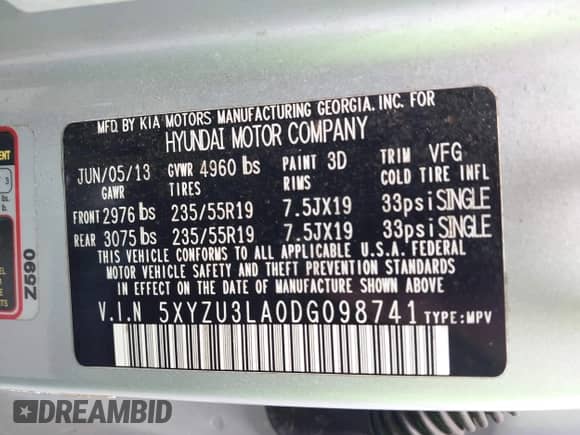 MFD. BY KIA MOTORS MANUFACTURING GEORGIA. INC. FOR
HYUNDAI MOTOR COMPANY
JUN/05/13 GVWR 4960 lbs PAINT 3D TRIM VFG
GAWR TIRES RIMS COLD TIRE INFL
FRONT 2976 lbs 235/55R19 7.5JX19 33psi SINGLE
REAR 3075 lbs 235/55R19 7.5JX19 33psi SINGLE
THIS VEHICLE CONFORMS TO ALL APPLICABLE U.S.A. FEDERAL
MOTOR VEHICLE SAFETY AND THEFT PREVENTION STANDARDS
IN EFFECT ON THE DATE OF MANUFACTURE SHOWN ABOVE
V.I.N 5XYZU3LA0DG098741 TYPE:MPV
Z590
3
DREAMBID